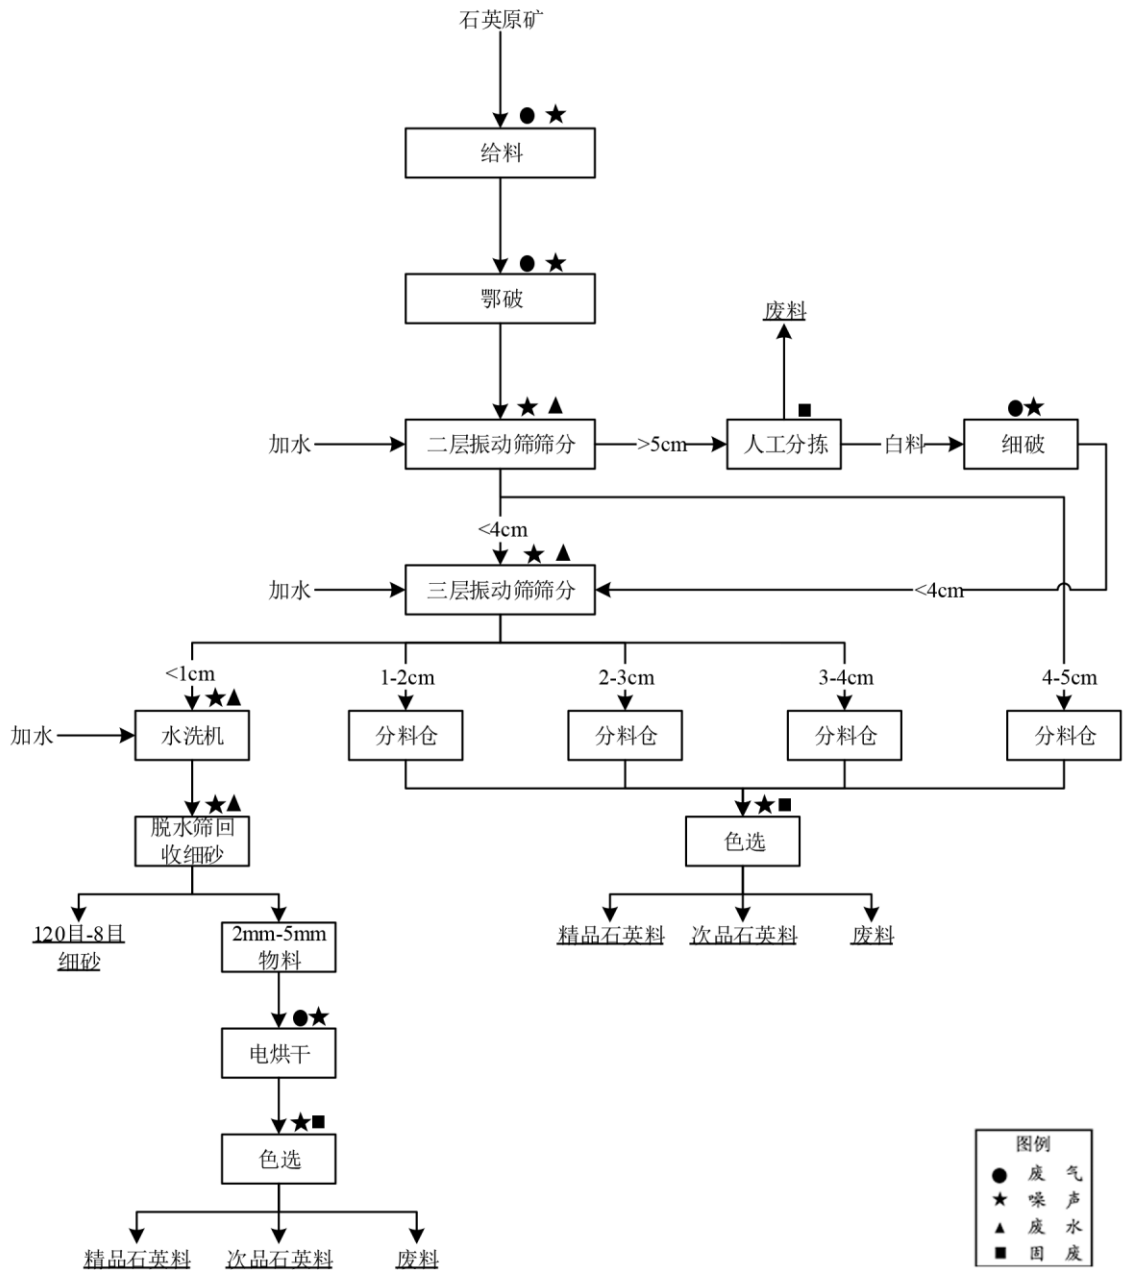 石英原矿
给料
鄂破
废料
加水
二层振动筛筛分
>5cm
人工分拣
白料
细破
<4cm
加水
三层振动筛筛分
<4cm
<1cm
1-2cm
2-3cm
3-4cm
4-5cm
加水
水洗机
分料仓
分料仓
分料仓
分料仓
脱水筛回
收细砂
色选
120目-8目
细砂
2mm-5mm
物料
精品石英料
次品石英料
废料
电烘干
色选
精品石英料
次品石英料
废料
图例
废 气
噪 声
废 水
固 废